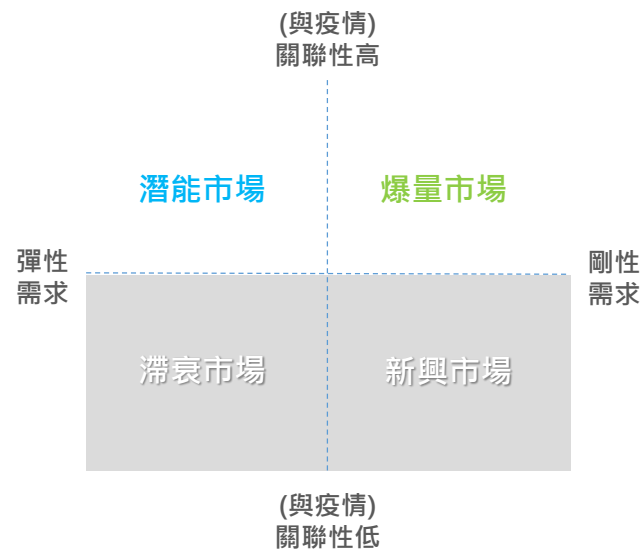 (與疫情)
關聯性高
潛能市場
爆量市場
彈性
需求
剛性
需求
滯衰市場
新興市場
(與疫情)
關聯性低